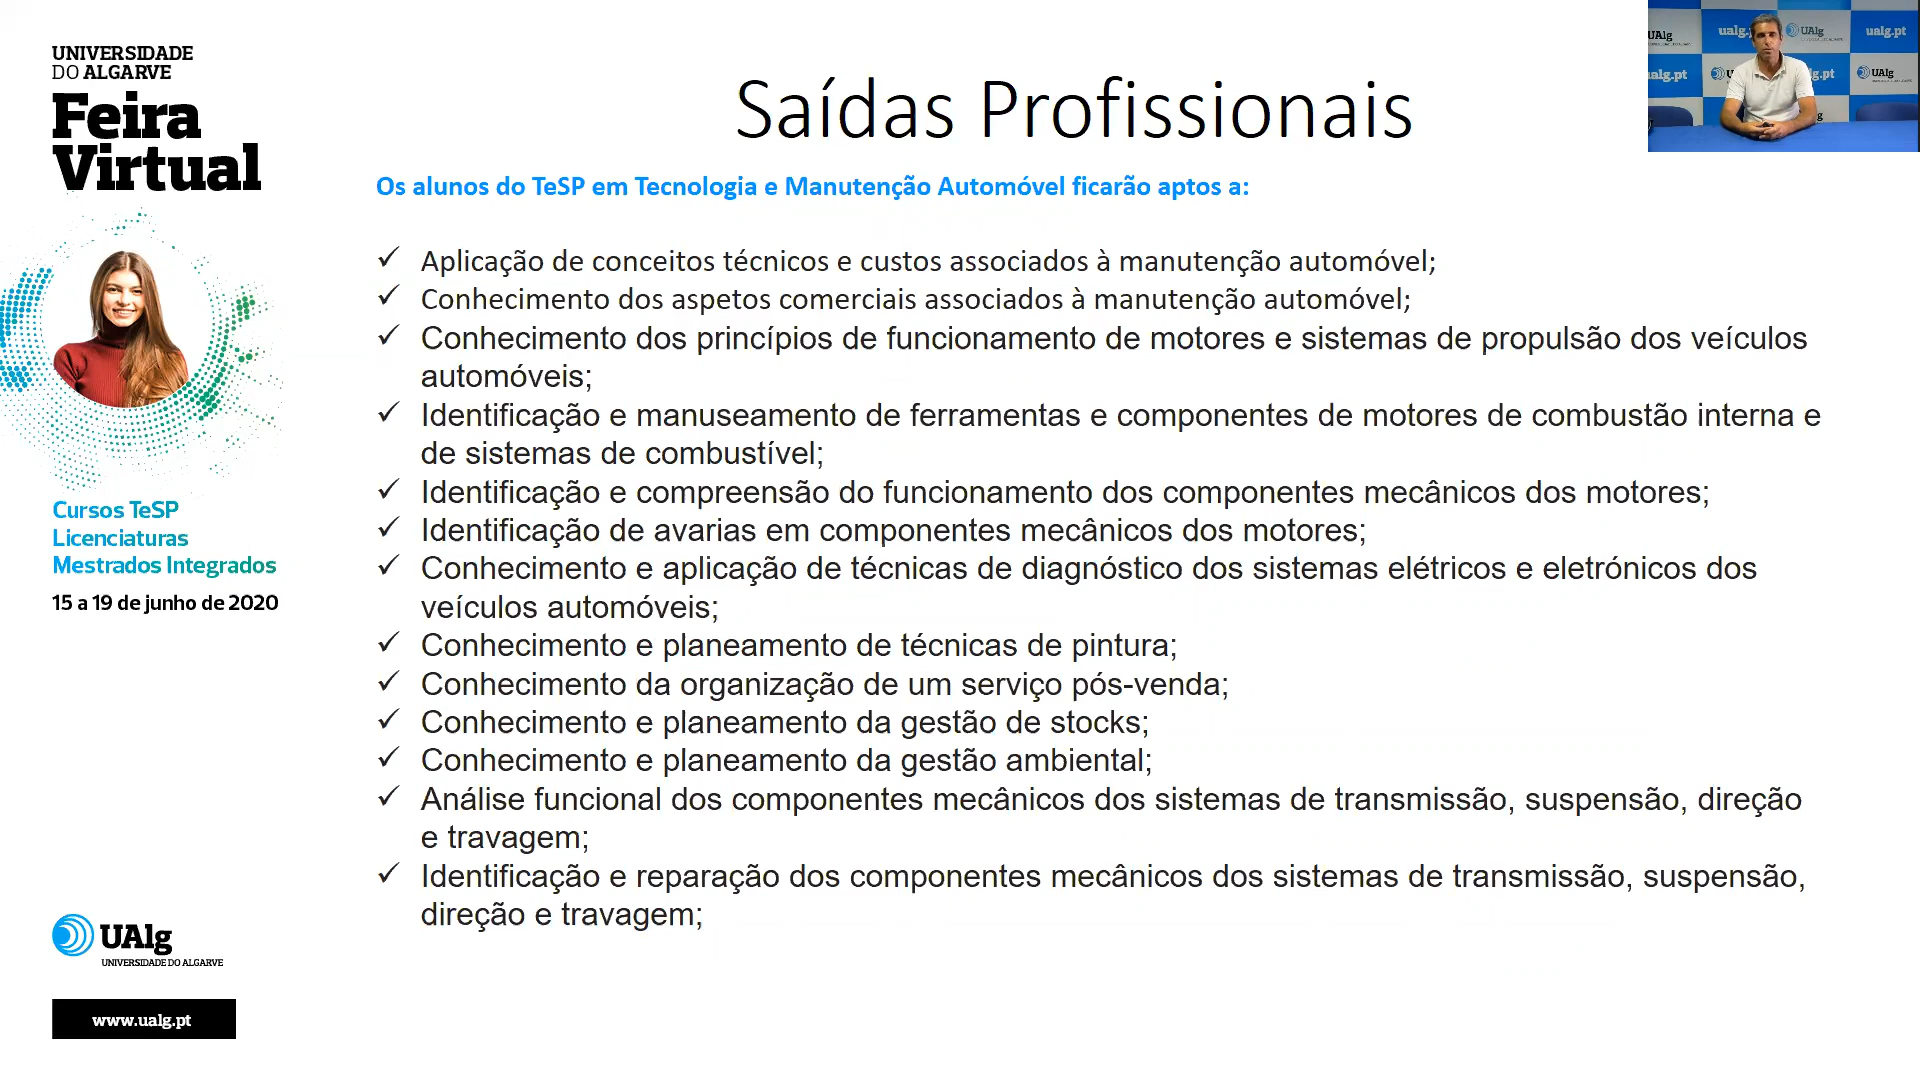 UNIVERSIDADE
DO ALGARVE
Feira
Virtual
Cursos TeSP
Licenciaturas
Mestrados Integrados
15 a 19 de junho de 2020
UAlg
UNIVERSIDADE DO ALGARVE
www.ualg.pt
Saídas Profissionais
Os alunos do TeSP em Tecnologia e Manutenção Automóvel ficarão aptos a:
✓ Aplicação de conceitos técnicos e custos associados à manutenção automóvel;
✓ Conhecimento dos aspetos comerciais associados à manutenção automóvel;
✓ Conhecimento dos princípios de funcionamento de motores e sistemas de propulsão dos veículos
automóveis;
✓ Identificação e manuseamento de ferramentas e componentes de motores de combustão interna e
de sistemas de combustível;
✓ Identificação e compreensão do funcionamento dos componentes mecânicos dos motores;
✓ Identificação de avarias em componentes mecânicos dos motores;
✓ Conhecimento e aplicação de técnicas de diagnóstico dos sistemas elétricos e eletrónicos dos
veículos automóveis;
✓ Conhecimento e planeamento de técnicas de pintura;
✓ Conhecimento da organização de um serviço pós-venda;
✓ Conhecimento e planeamento da gestão de stocks;
✓ Conhecimento e planeamento da gestão ambiental;
✓ Análise funcional dos componentes mecânicos dos sistemas de transmissão, suspensão, direção
e travagem;
✓ Identificação e reparação dos componentes mecânicos dos sistemas de transmissão, suspensão,
direção e travagem;
UAlg
UAlg
ualg.pt
UAlg